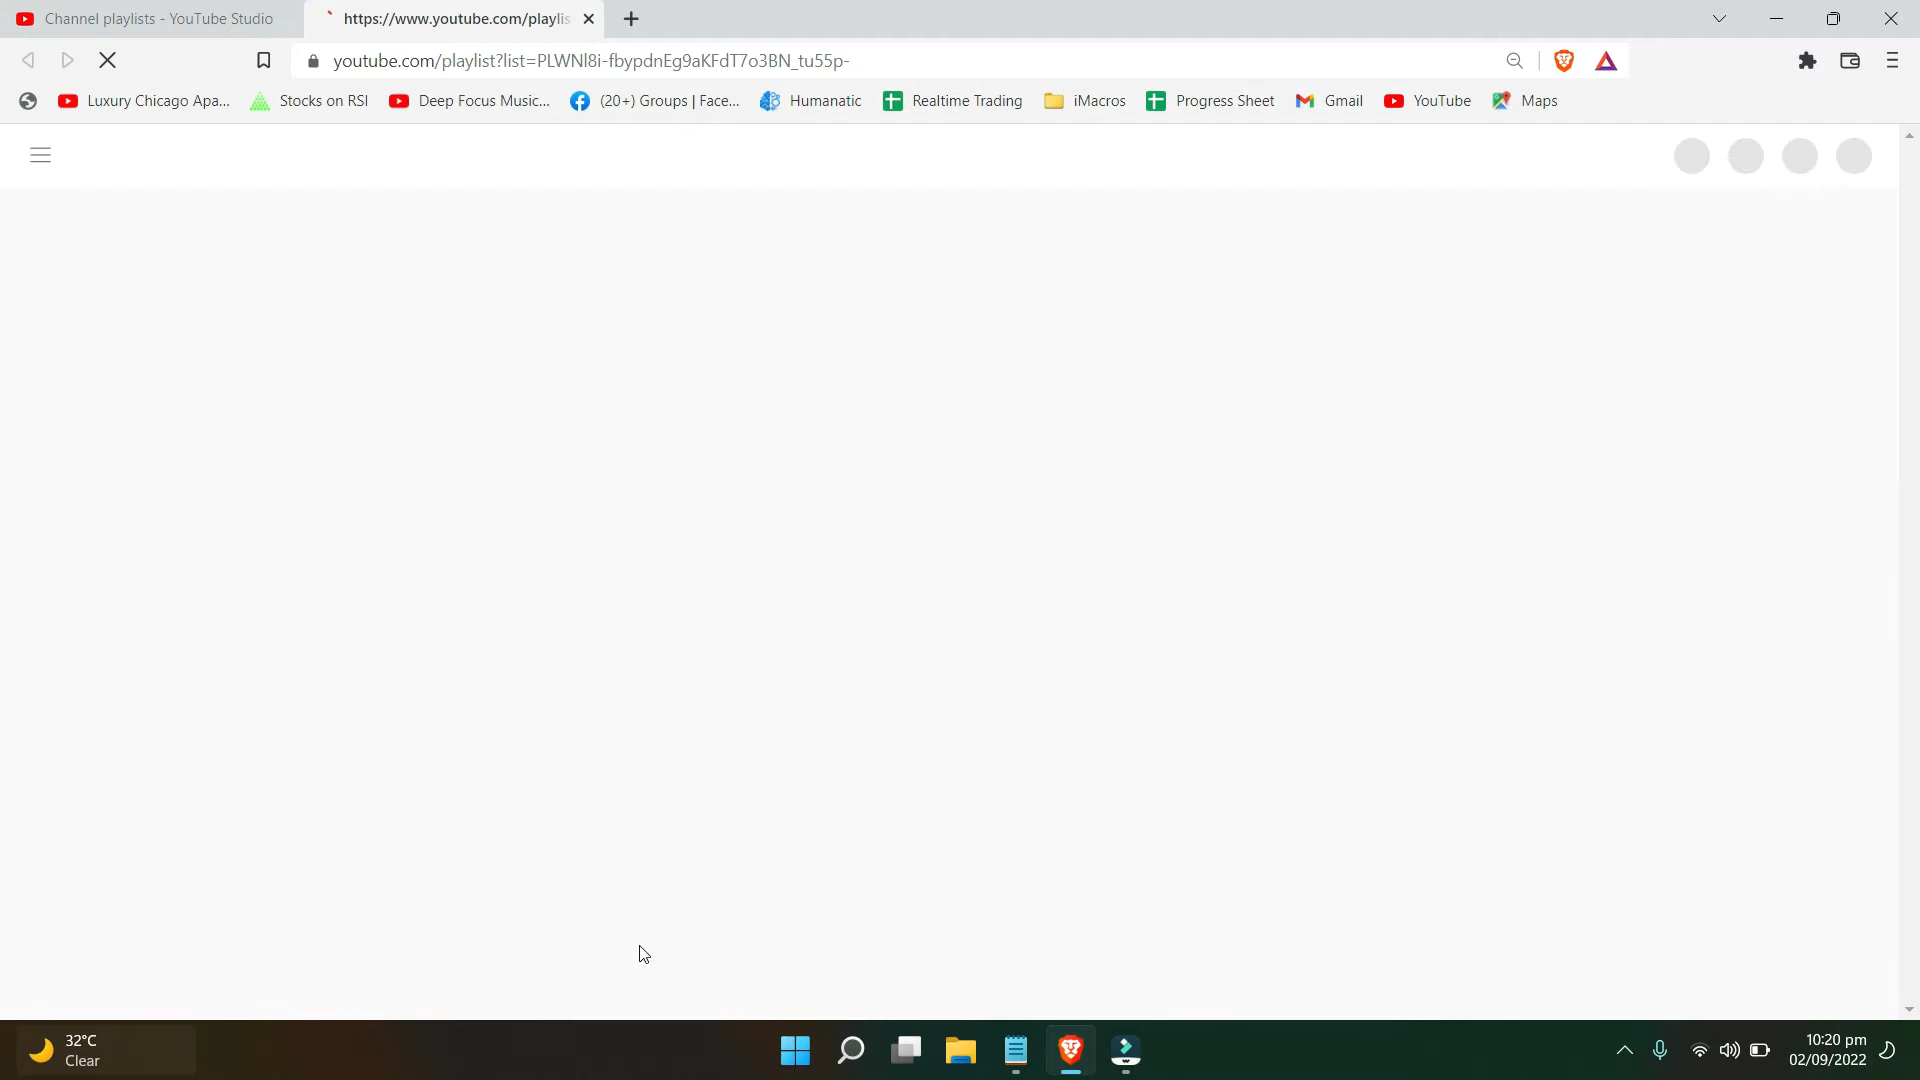 Channel playlists - YouTube Studio
https://www.youtube.com/playlis
youtube.com/playlist?list=PLWNl8i-fbypdnEg9aKFdT7o3BN_tu55p-
Luxury Chicago Apa... Stocks on RSI Deep Focus Music... (20+) Groups | Face... Humanatic Realtime Trading iMacros Progress Sheet Gmail YouTube Maps
32°C
Clear
10:20 pm
02/09/2022